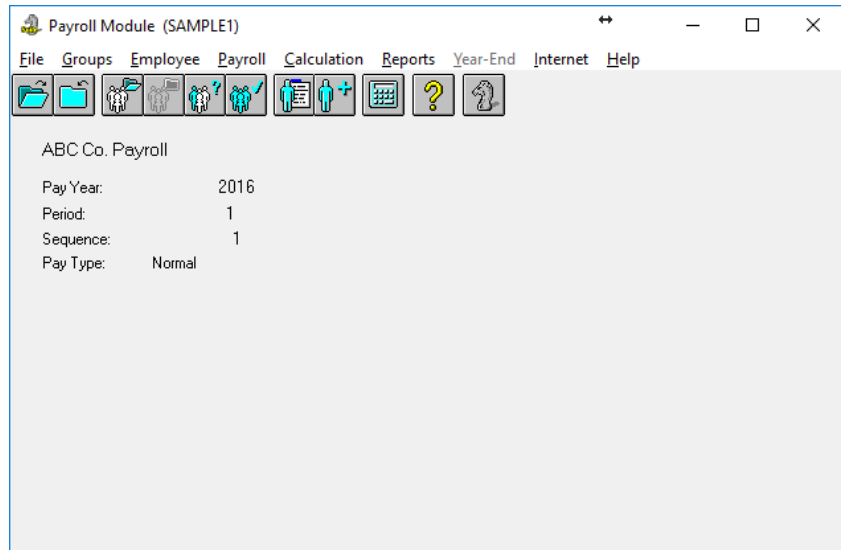 Payroll Module (SAMPLE1)
File Groups Employee Payroll Calculation Reports Year-End Internet Help
ABC Co. Payroll
Pay Year: 2016
Period: 1
Sequence: 1
Pay Type: Normal